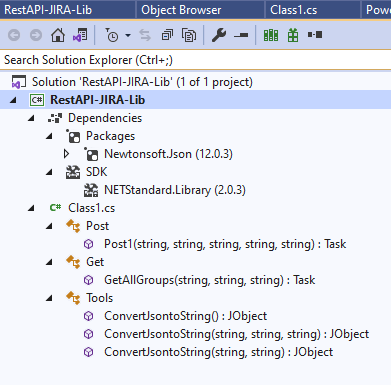 RestAPI-JIRA-Lib Object Browser Class1.cs Pow
Search Solution Explorer (Ctrl+;)
Solution 'RestAPI-JIRA-Lib' (1 of 1 project)
C# RestAPI-JIRA-Lib
Dependencies
Packages
Newtonsoft.Json (12.0.3)
SDK
NETStandard.Library (2.0.3)
C# Class1.cs
Post
Post1(string, string, string, string, string) : Task
Get
GetAllGroups(string, string, string) : Task
Tools
ConvertJsontoString() : JObject
ConvertJsontoString(string, string, string) : JObject
ConvertJsontoString(string, string) : JObject